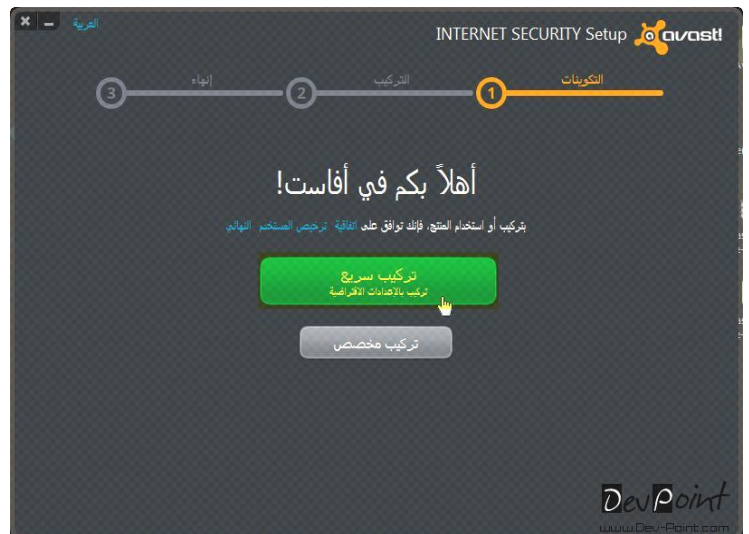 العربية
INTERNET SECURITY Setup avast!
التكوينات
1
التركيب
2
إنهاء
3
أهلاً بكم في أفاست!
بتركيب أو استخدام المنتج، فإنك توافق على اتفاقية ترخيص المستخدم النهائي
تركيب سريع
تركيب بالإعدادات الافتراضية
تركيب مخصص
DevPoint
www.Dev-Point.com